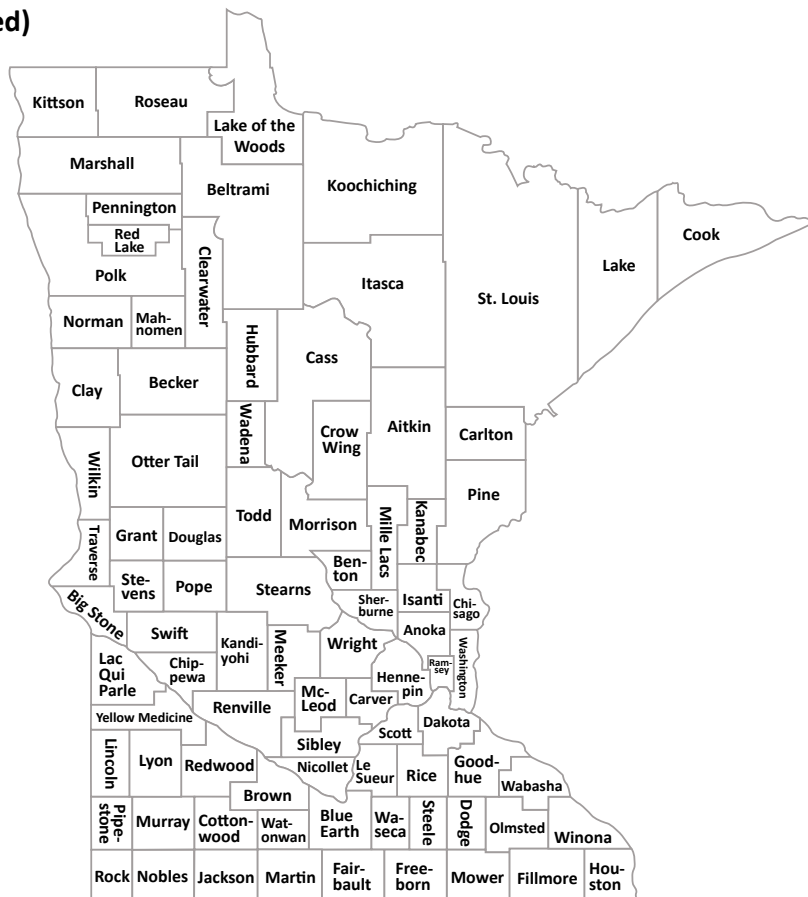 ed)
Kittson
Roseau
Lake of the
Woods
Marshall
Beltrami
Koochiching
Pennington
Red
Lake
Polk
Clearwater
Itasca
St. Louis
Lake
Cook
Norman
Mah-
nomen
Hubbard
Cass
Clay
Becker
Wadena
Crow
Wing
Aitkin
Carlton
Wilkin
Otter Tail
Pine
Todd
Morrison
Mille Lacs
Kanabec
Traverse
Grant
Douglas
Ben-
ton
Ste-
vens
Pope
Stearns
Sher-
burne
Isanti
Chi-
sago
Big Stone
Swift
Kandi-
yohi
Meeker
Wright
Anoka
Ram-
sey
Washington
Lac
Qui
Parle
Chip-
pewa
Henne-
pin
Renville
Mc-
Leod
Carver
Yellow Medicine
Scott
Dakota
Sibley
Lincoln
Lyon
Redwood
Nicollet
Le
Sueur
Rice
Good-
hue
Wabasha
Brown
Pipe-
stone
Murray
Cotton-
wood
Wat-
onwan
Blue
Earth
Wa-
seca
Steele
Dodge
Olmsted
Winona
Rock
Nobles
Jackson
Martin
Fair-
bault
Free-
born
Mower
Fillmore
Hou-
ston